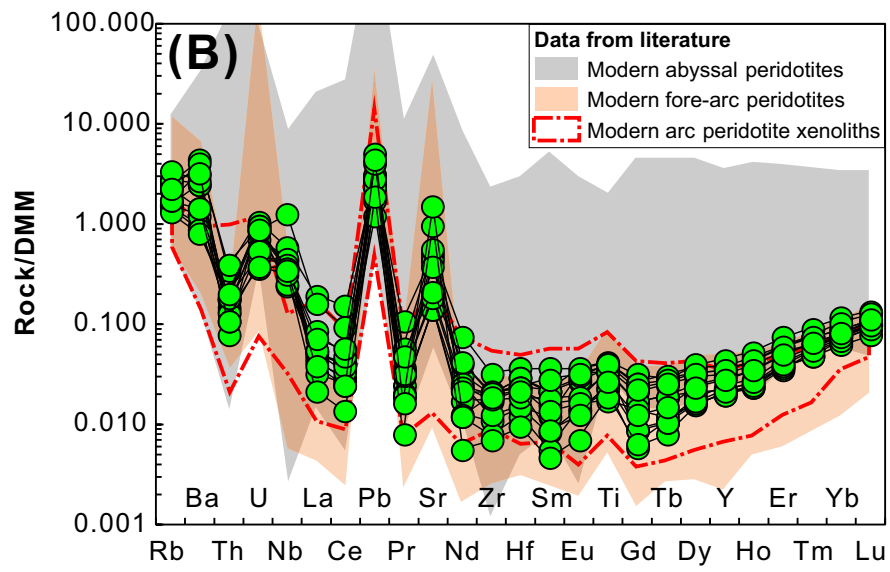 (B)
Data from literature
Modern abyssal peridotites
Modern fore-arc peridotites
Modern arc peridotite xenoliths
Rock/DMM
100.000
10.000
1.000
0.100
0.010
0.001
Ba U La Pb Sr Zr Sm Ti Tb Y Er Yb
Rb Th Nb Ce Pr Nd Hf Eu Gd Dy Ho Tm Lu